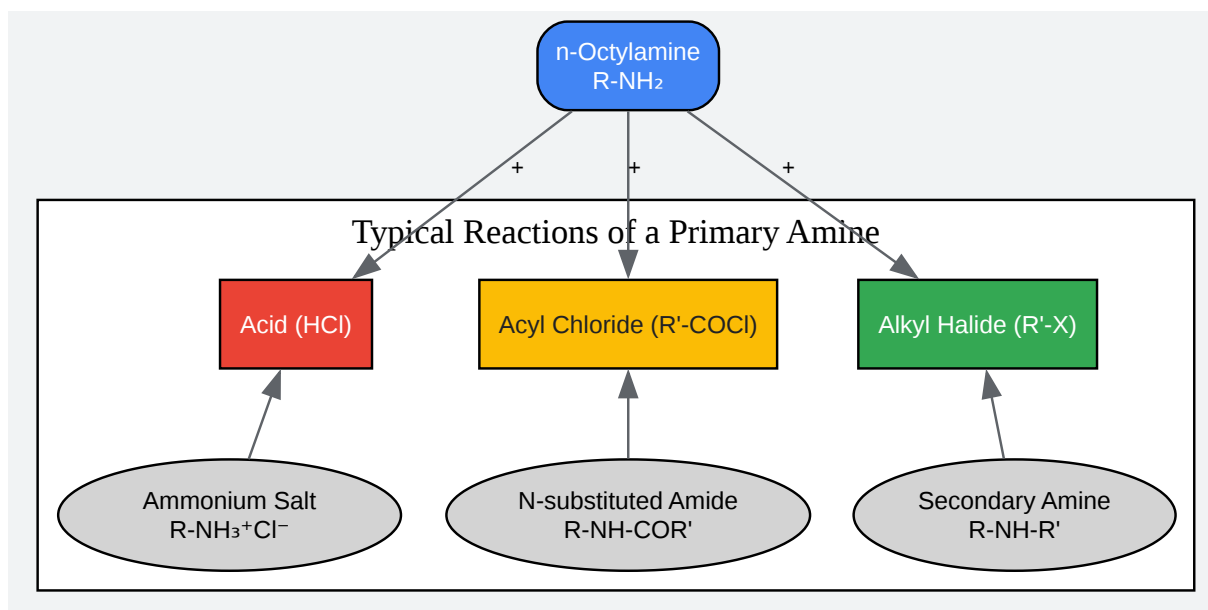 n-Octylamine
R-NH₂
+
+
+
Typical Reactions of a Primary Amine
Acid (HCl)
Acyl Chloride (R'-COCl)
Alkyl Halide (R'-X)
Ammonium Salt
R-NH₃⁺Cl⁻
N-substituted Amide
R-NH-COR'
Secondary Amine
R-NH-R'